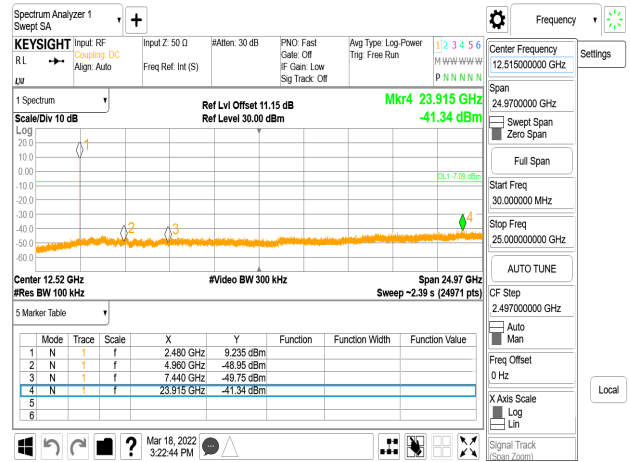 Spectrum Analyzer 1
Swept SA
Frequency
KEYSIGHT
Input: RF
Coupling: DC
Align: Auto
Input Z: 50 Ω
Freq Ref: Int (S)
#Atten: 30 dB
PNO: Fast
Gate: Off
IF Gain: Low
Sig Track: Off
Avg Type: Log-Power
Trig: Free Run
1 2 3 4 5 6
M W W W W W
P N N N N N
R L
LXI
1 Spectrum
Scale/Div 10 dB
Ref Lvl Offset 11.15 dB
Ref Level 30.00 dBm
Mkr4 23.915 GHz
-41.34 dBm
Log
20.0
10.0
0.00
-10.0
-20.0
-30.0
-40.0
-50.0
-60.0
1
2
3
4
DL1 -7.09 dBm
Center 12.52 GHz
#Res BW 100 kHz
#Video BW 300 kHz
Span 24.97 GHz
Sweep ~2.39 s (24971 pts)
5 Marker Table
Mode Trace Scale X Y Function Function Width Function Value
1 N 1 f 2.480 GHz 9.235 dBm
2 N 1 f 4.960 GHz -48.95 dBm
3 N 1 f 7.440 GHz -49.75 dBm
4 N 1 f 23.915 GHz -41.34 dBm
5
6
Mar 18, 2022
3:22:44 PM
?
Center Frequency
12.515000000 GHz
Settings
Span
24.9700000 GHz
Swept Span
Zero Span
Full Span
Start Freq
30.000000 MHz
Stop Freq
25.000000000 GHz
AUTO TUNE
CF Step
2.497000000 GHz
Auto
Man
Freq Offset
0 Hz
X Axis Scale
Log
Lin
Local
Signal Track
(Span Zoom)